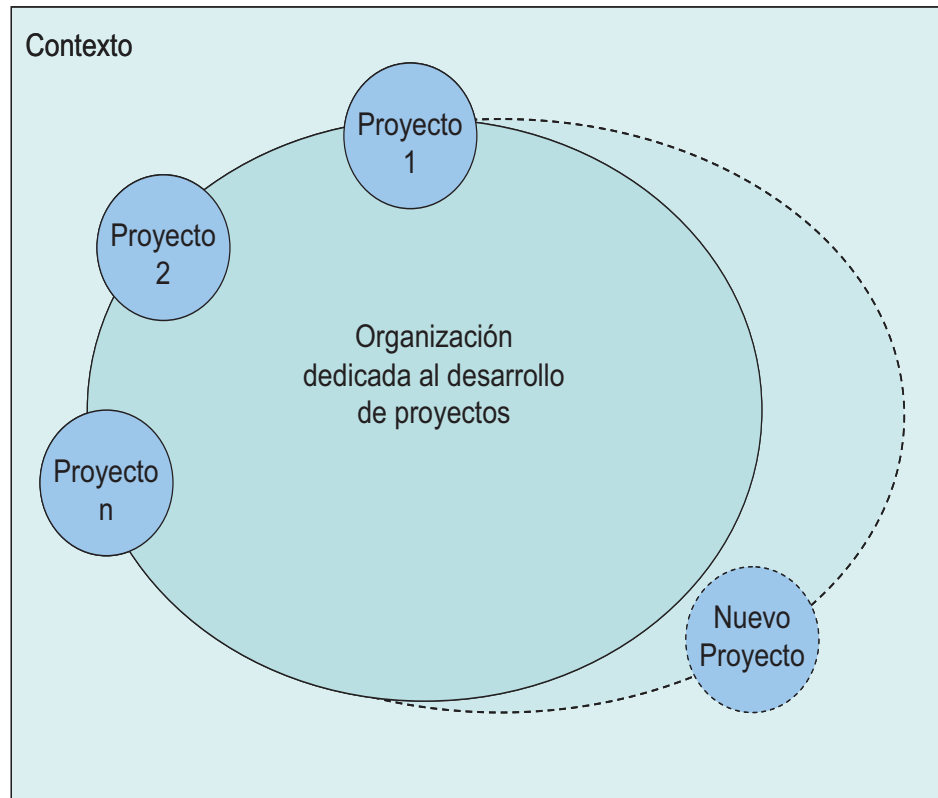 Contexto
Proyecto
1
Proyecto
2
Organización
dedicada al desarrollo
de proyectos
Proyecto
n
Nuevo
Proyecto